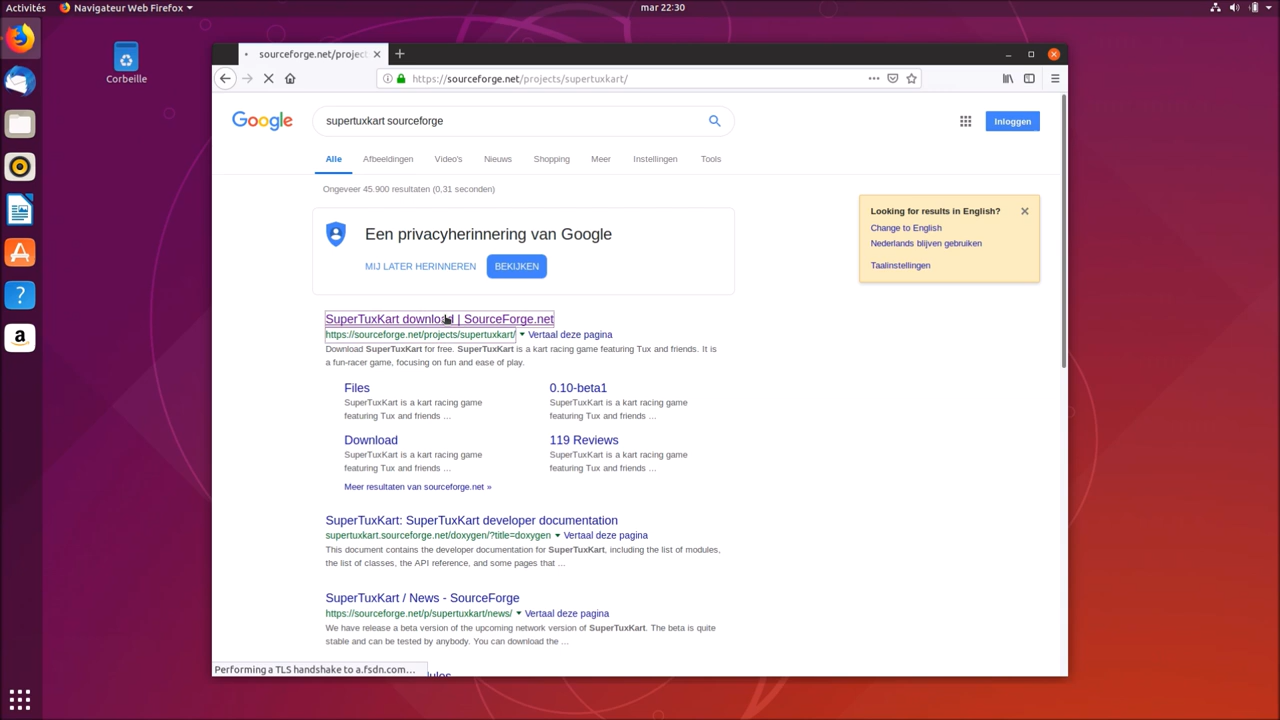 Activités
Navigateur Web Firefox
mar 22:30
Corbeille
sourceforge.net/project
https://sourceforge.net/projects/supertuxkart/
Google
supertuxkart sourceforge
Inloggen
Alle
Afbeeldingen
Video's
Nieuws
Shopping
Meer
Instellingen
Tools
Ongeveer 45.900 resultaten (0,31 seconden)
Een privacyherinnering van Google
MIJ LATER HERINNEREN
BEKIJKEN
Looking for results in English?
Change to English
Nederlands blijven gebruiken
Taalinstellingen
SuperTuxKart download | SourceForge.net
https://sourceforge.net/projects/supertuxkart/ Vertaal deze pagina
Download SuperTuxKart for free. SuperTuxKart is a kart racing game featuring Tux and friends. It is
a fun-racer game, focusing on fun and ease of play.
Files
SuperTuxKart is a kart racing game
featuring Tux and friends ...
0.10-beta1
SuperTuxKart is a kart racing game
featuring Tux and friends ...
Download
SuperTuxKart is a kart racing game
featuring Tux and friends ...
119 Reviews
SuperTuxKart is a kart racing game
featuring Tux and friends ...
Meer resultaten van sourceforge.net »
SuperTuxKart: SuperTuxKart developer documentation
supertuxkart.sourceforge.net/doxygen/?title=doxygen Vertaal deze pagina
This document contains the developer documentation for SuperTuxKart, including the list of modules,
the list of classes, the API reference, and some pages that ...
SuperTuxKart / News - SourceForge
https://sourceforge.net/p/supertuxkart/news/ Vertaal deze pagina
We have release a beta version of the upcoming network version of SuperTuxKart. The beta is quite
stable and can be tested by anybody. You can download the ...
Performing a TLS handshake to a.fsdn.com…